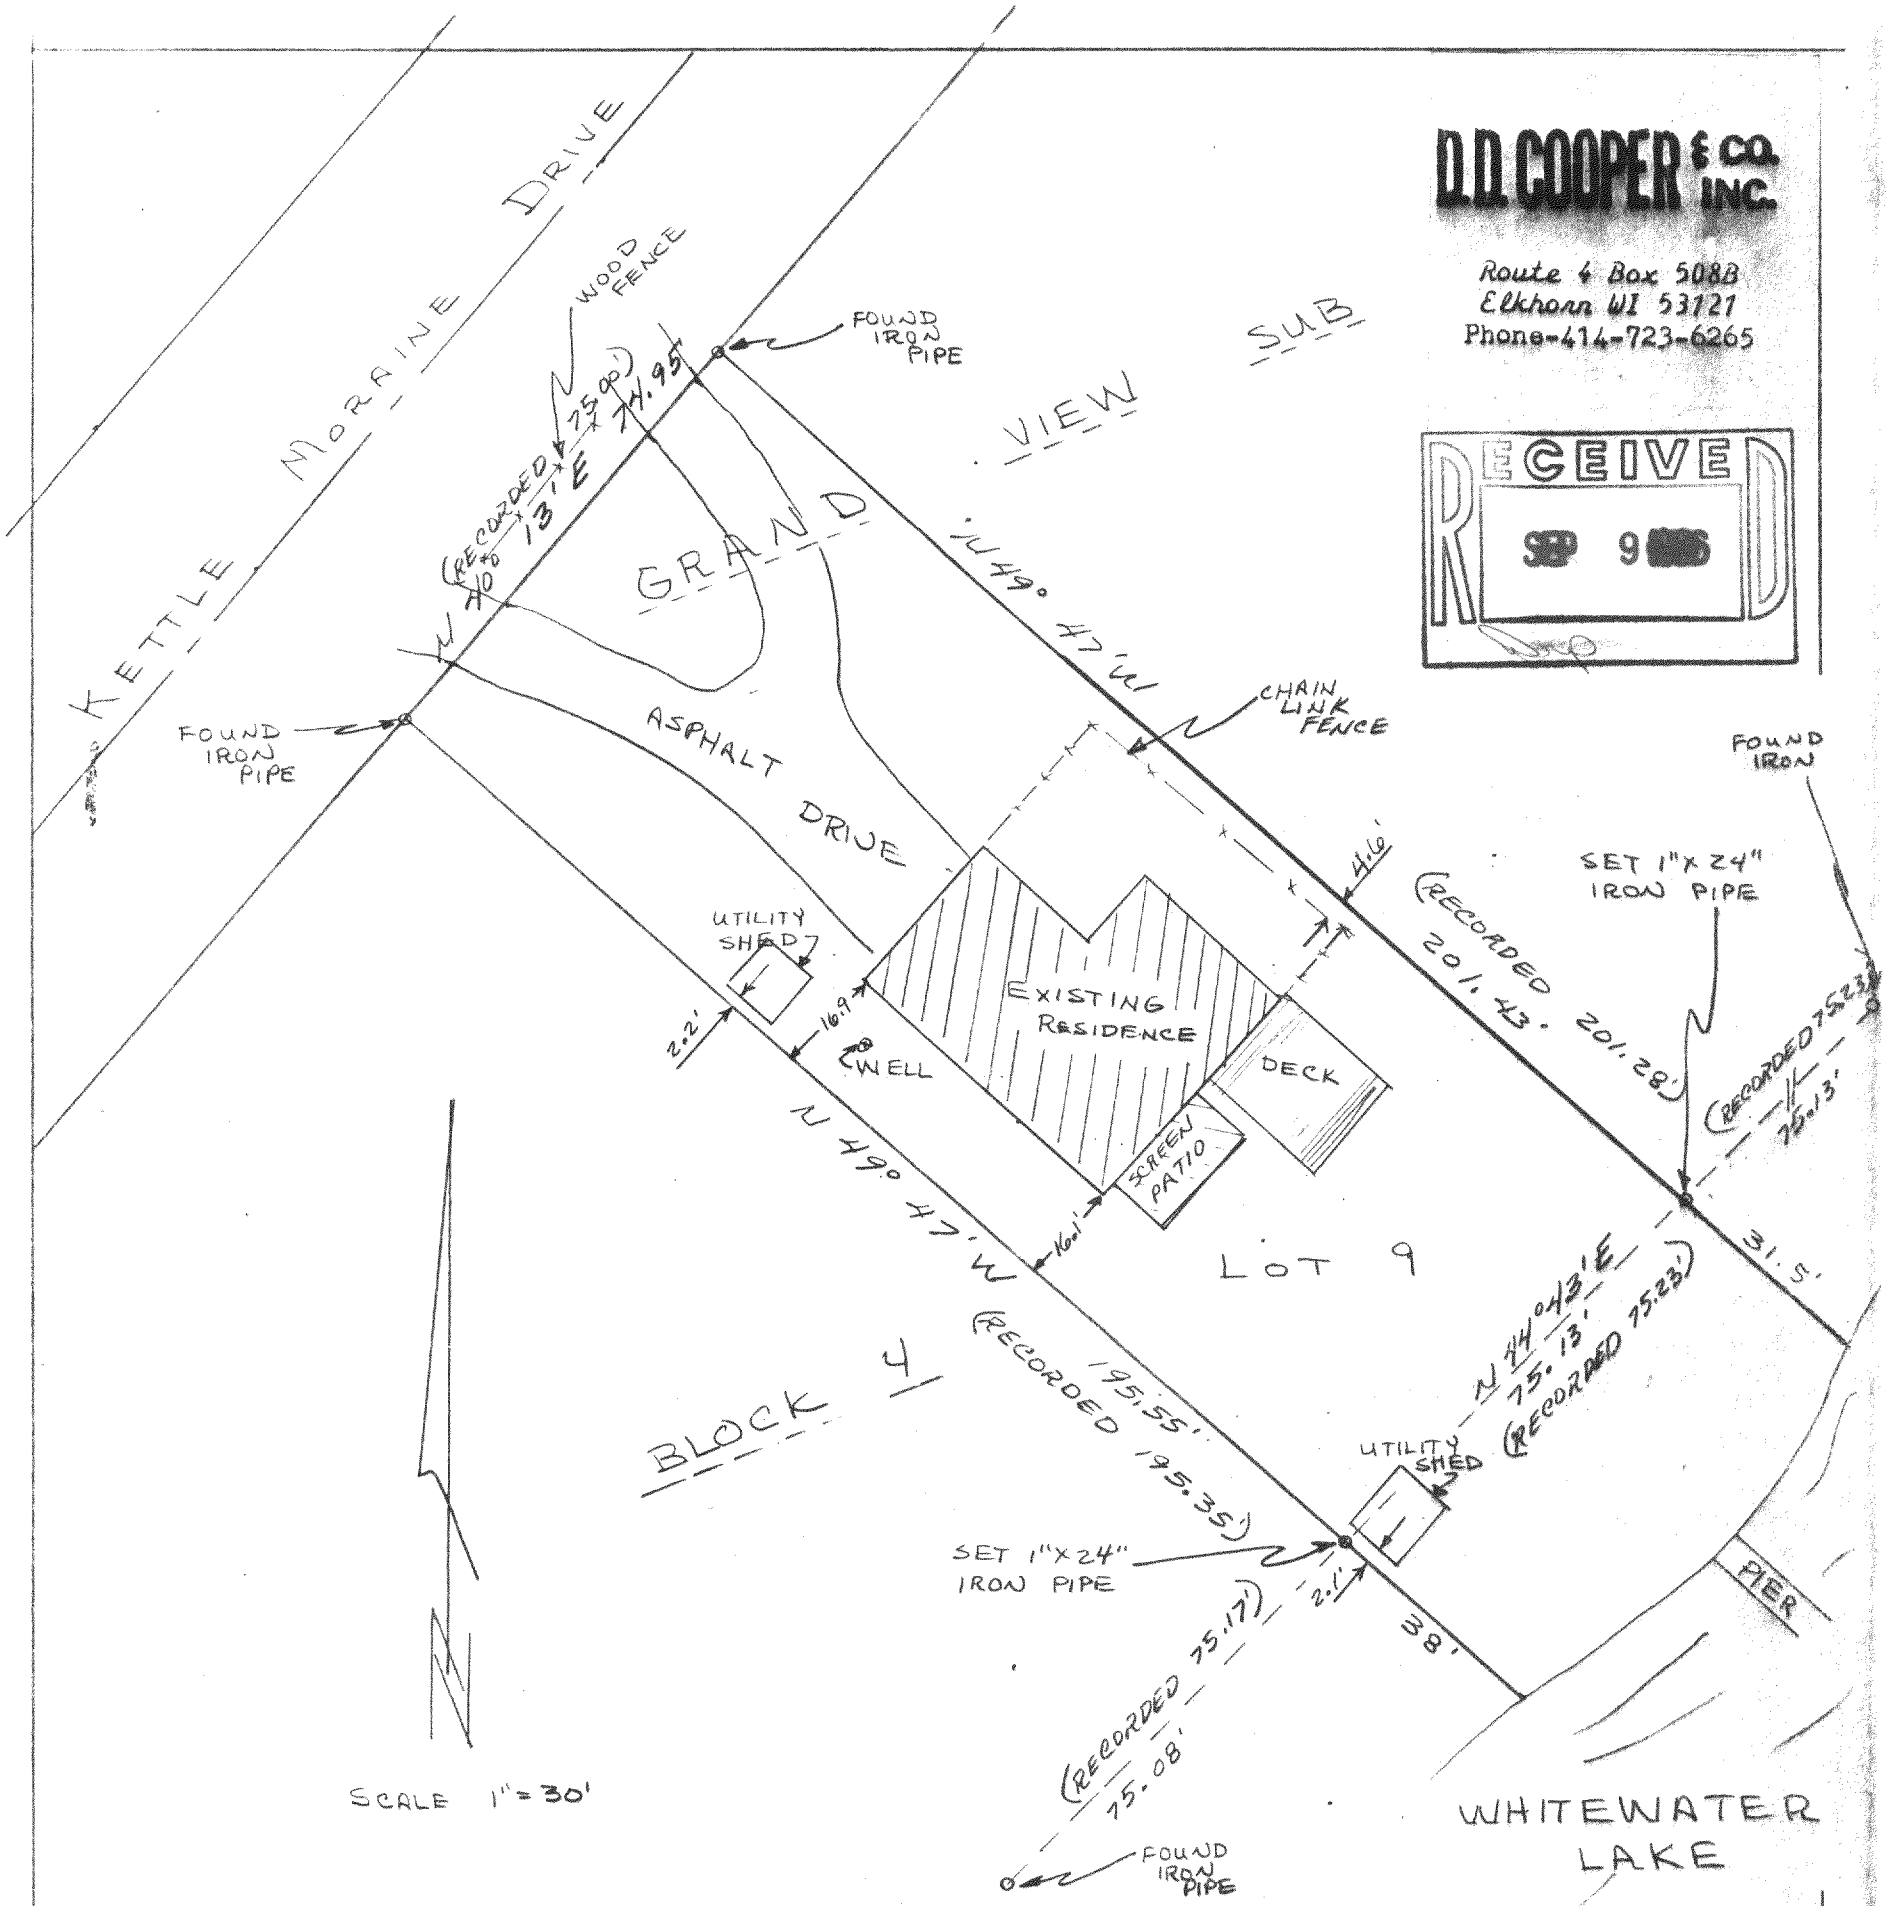 D.D. COOPER & CO.
INC.
Route 4 Box 508B
Elkhorn WI 53121
Phone-414-723-6265
RECEIVED
SEP 9
KETTLE MORAINE DRIVE
WOOD
FENCE
FOUND
IRON
PIPE
(RECORDED 75.00')
N 40° 13' E 74.95'
GRAND VIEW SUB
N 49° 47' W
FOUND
IRON
PIPE
ASPHALT
DRIVE
CHAIN
LINK
FENCE
FOUND
IRON
SET 1"X 24"
IRON PIPE
4.6'
(RECORDED
201.43' 201.28')
(RECORDED 75.23')
75.13'
UTILITY
SHED
2.2'
16.9
WELL
EXISTING
RESIDENCE
DECK
SCREEN
PATIO
16.1'
N 49° 47' W
LOT 9
31.5'
N 44° 43' E
75.13'
(RECORDED 75.23')
195.55'
(RECORDED 195.35')
BLOCK 4
UTILITY
SHED
SET 1"X 24"
IRON PIPE
2.1'
38'
PIER
(RECORDED 75.17')
75.08'
N
SCALE 1"=30'
WHITEWATER
LAKE
FOUND
IRON
PIPE